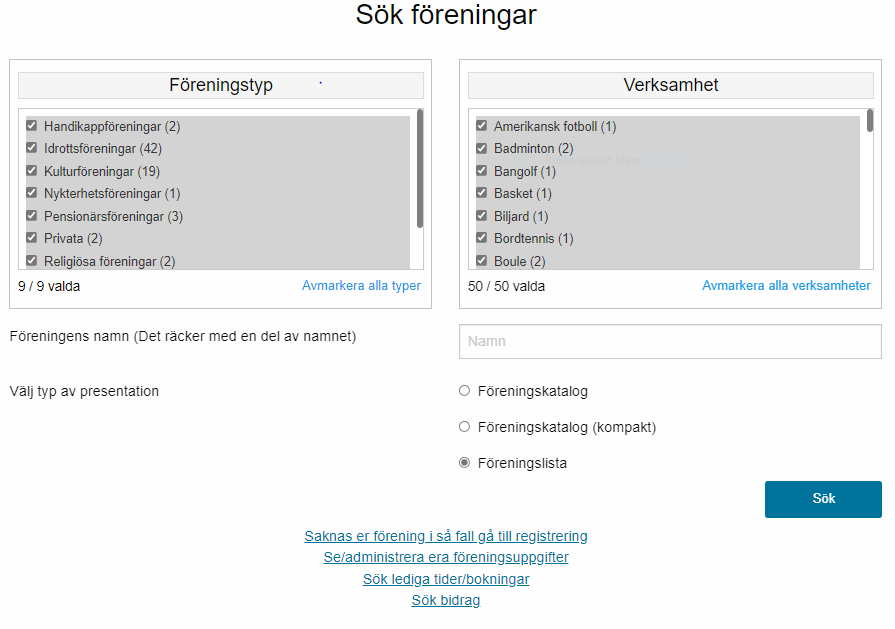 Sök föreningar
Föreningstyp
Handikappföreningar (2)
Idrottsföreningar (42)
Kulturföreningar (19)
Nykterhetsföreningar (1)
Pensionärsföreningar (3)
Privata (2)
Religiösa föreningar (2)
9 / 9 valda
Avmarkera alla typer
Verksamhet
Amerikansk fotboll (1)
Badminton (2)
Bangolf (1)
Basket (1)
Biljard (1)
Bordtennis (1)
Boule (2)
50 / 50 valda
Avmarkera alla verksamheter
Föreningens namn (Det räcker med en del av namnet)
Namn
Välj typ av presentation
Föreningskatalog
Föreningskatalog (kompakt)
Föreningslista
Sök
Saknas er förening i så fall gå till registrering
Se/administrera era föreningsuppgifter
Sök lediga tider/bokningar
Sök bidrag